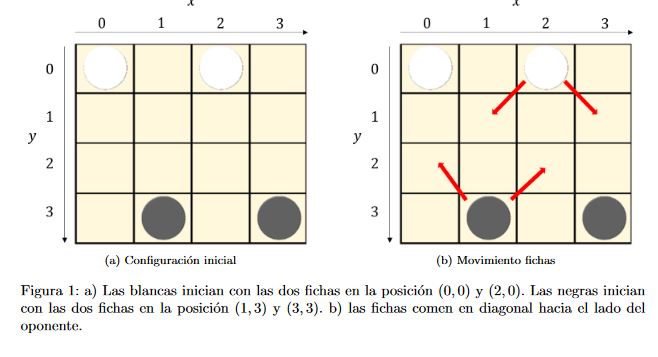 x x
0 1 2 3 0 1 2 3
0 0
1 1
y y
2 2
3 3
(a) Configuración inicial (b) Movimiento fichas
Figura 1: a) Las blancas inician con las dos fichas en la posición (0, 0) y (2, 0). Las negras inician
con las dos fichas en la posición (1, 3) y (3, 3). b) las fichas comen en diagonal hacia el lado del
oponente.